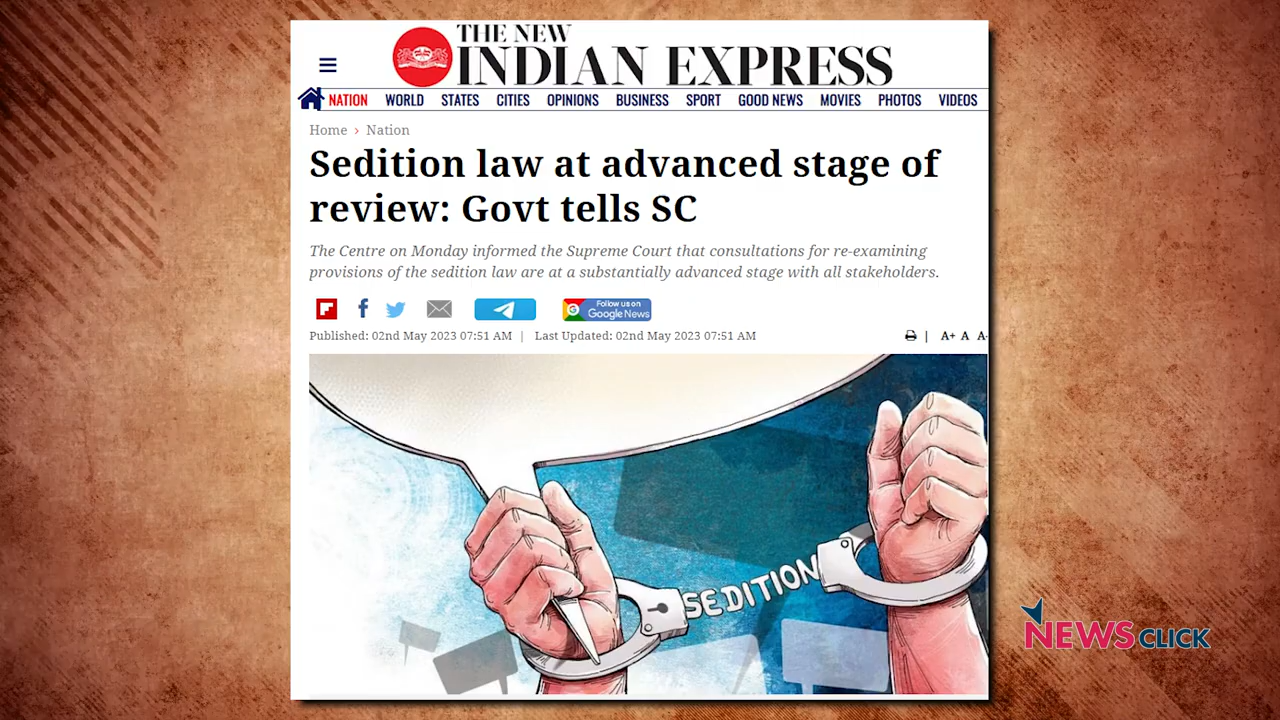 THE NEW
INDIAN EXPRESS
NATION WORLD STATES CITIES OPINIONS BUSINESS SPORT GOOD NEWS MOVIES PHOTOS VIDEOS
Home › Nation
Sedition law at advanced stage of
review: Govt tells SC
The Centre on Monday informed the Supreme Court that consultations for re-examining
provisions of the sedition law are at a substantially advanced stage with all stakeholders.
Follow us on
Google News
Published: 02nd May 2023 07:51 AM | Last Updated: 02nd May 2023 07:51 AM | A+ A A-
SEDITION
NEWSCLICK